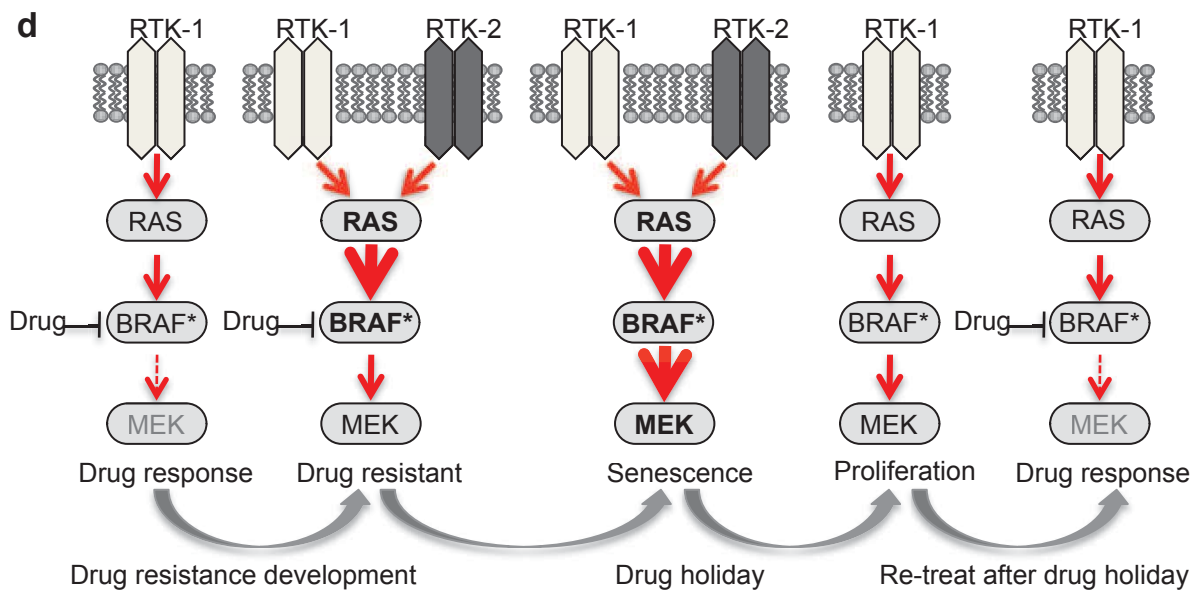 d
RTK-1 RTK-1 RTK-2 RTK-1 RTK-2 RTK-1 RTK-1
RAS RAS RAS RAS RAS
Drug BRAF* Drug BRAF* BRAF* BRAF* Drug BRAF*
MEK MEK MEK MEK MEK
Drug response Drug resistant Senescence Proliferation Drug response
Drug resistance development Drug holiday Re-treat after drug holiday